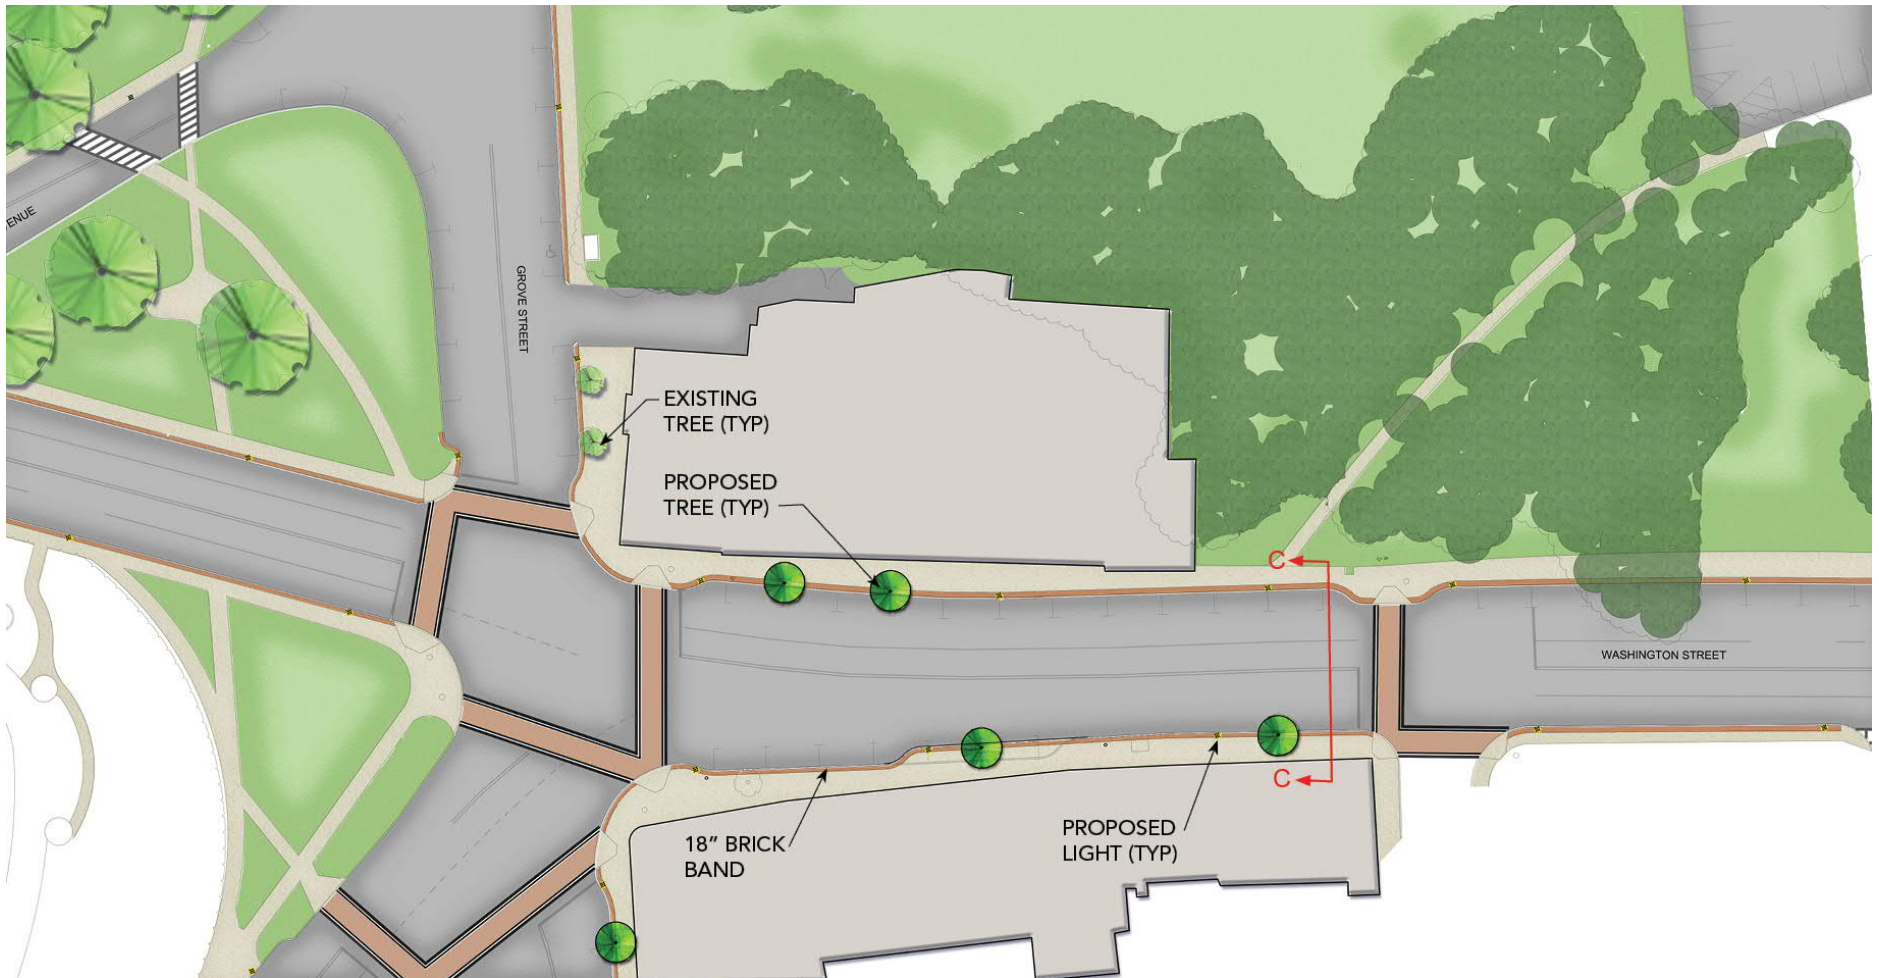 ENUE
GROVE STREET
EXISTING
TREE (TYP)
PROPOSED
TREE (TYP)
C
WASHINGTON STREET
C
18” BRICK
BAND
PROPOSED
LIGHT (TYP)